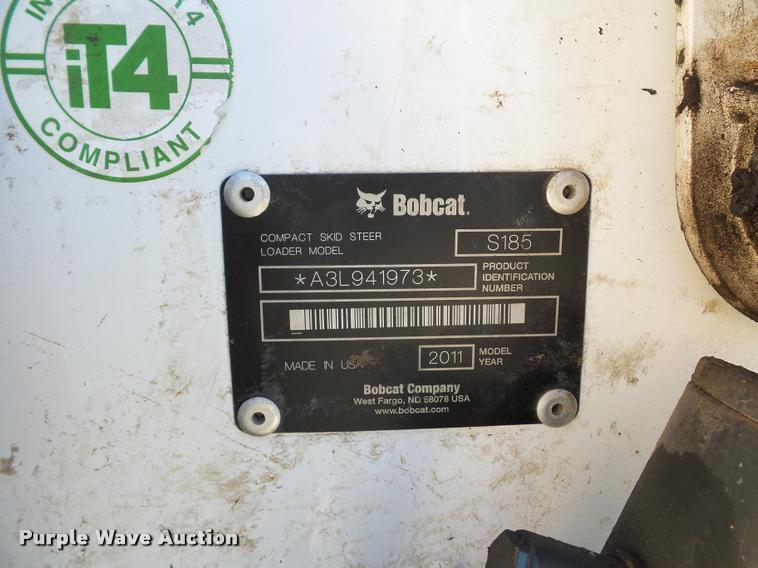 iT4
COMPLIANT
Bobcat®
COMPACT SKID STEER
LOADER MODEL
S185
*A3L941973*
PRODUCT
IDENTIFICATION
NUMBER
MADE IN USA
2011
MODEL
YEAR
Bobcat Company
West Fargo, ND 58078 USA
www.bobcat.com
Purple Wave Auction